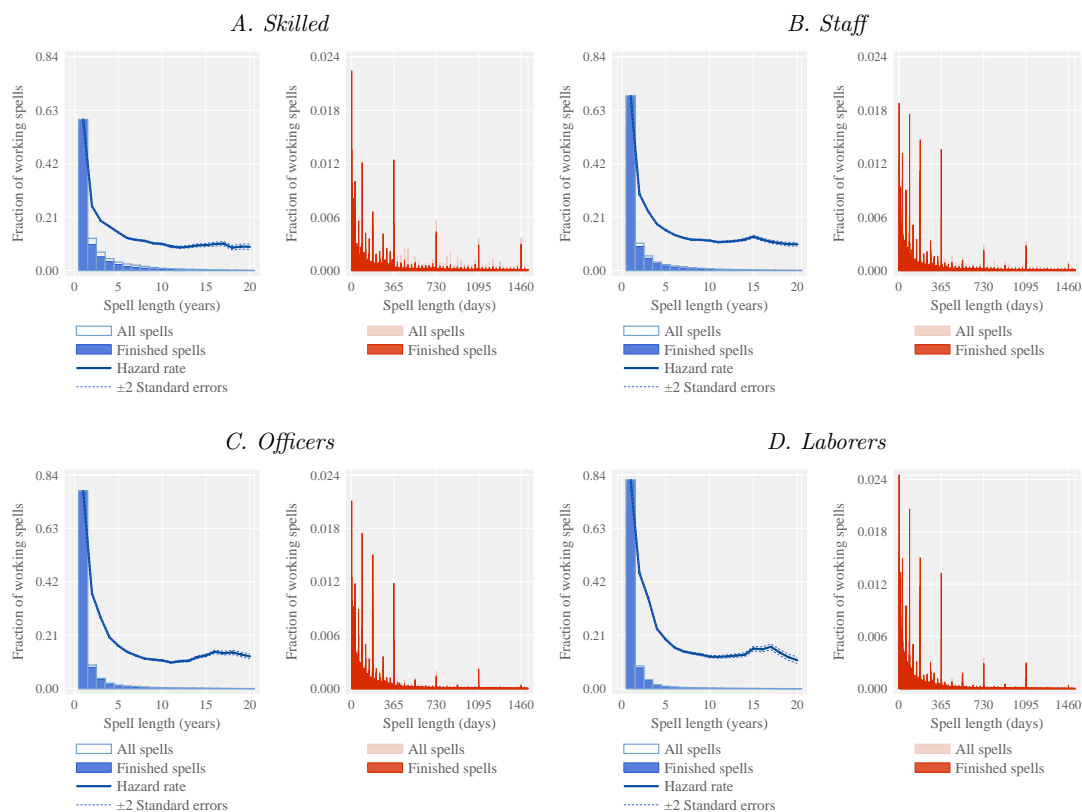 A. Skilled
Fraction of working spells
0.84
0.63
0.42
0.21
0.00
0 5 10 15 20
Spell length (years)
All spells
Finished spells
Hazard rate
±2 Standard errors
Fraction of working spells
0.024
0.018
0.012
0.006
0.000
0 365 730 1095 1460
Spell length (days)
All spells
Finished spells
B. Staff
Fraction of working spells
0.84
0.63
0.42
0.21
0.00
0 5 10 15 20
Spell length (years)
All spells
Finished spells
Hazard rate
±2 Standard errors
Fraction of working spells
0.024
0.018
0.012
0.006
0.000
0 365 730 1095 1460
Spell length (days)
All spells
Finished spells
C. Officers
Fraction of working spells
0.84
0.63
0.42
0.21
0.00
0 5 10 15 20
Spell length (years)
All spells
Finished spells
Hazard rate
±2 Standard errors
Fraction of working spells
0.024
0.018
0.012
0.006
0.000
0 365 730 1095 1460
Spell length (days)
All spells
Finished spells
D. Laborers
Fraction of working spells
0.84
0.63
0.42
0.21
0.00
0 5 10 15 20
Spell length (years)
All spells
Finished spells
Hazard rate
±2 Standard errors
Fraction of working spells
0.024
0.018
0.012
0.006
0.000
0 365 730 1095 1460
Spell length (days)
All spells
Finished spells